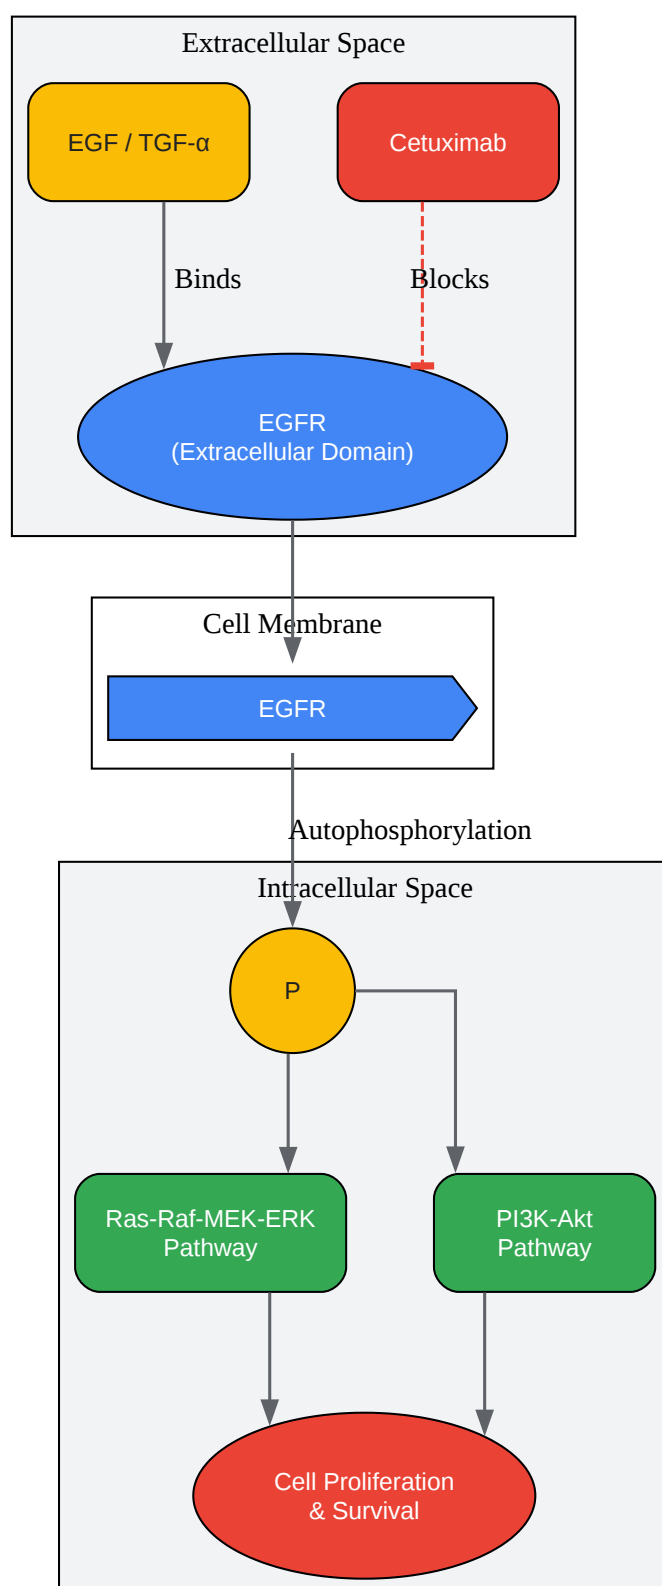 Extracellular Space
EGF / TGF-α
Cetuximab
Binds
Blocks
EGFR
(Extracellular Domain)
Cell Membrane
EGFR
Autophosphorylation
Intracellular Space
P
Ras-Raf-MEK-ERK
Pathway
PI3K-Akt
Pathway
Cell Proliferation
& Survival